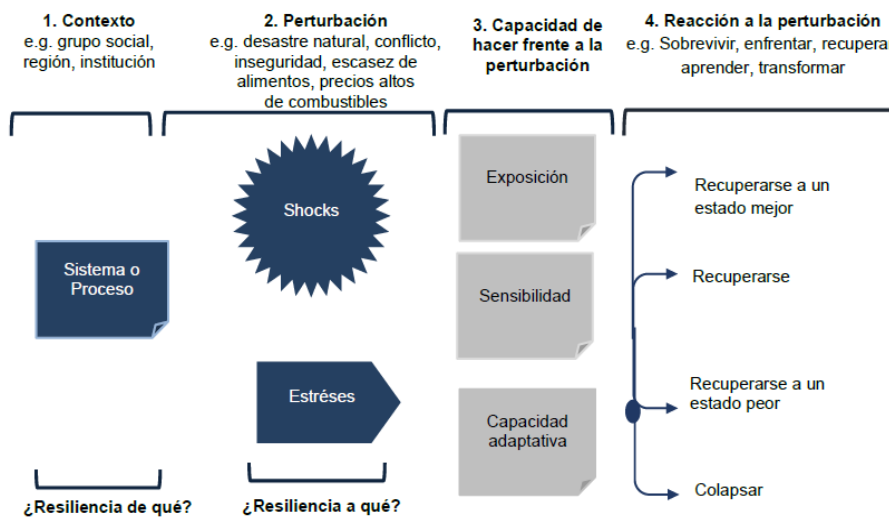 1. Contexto
e.g. grupo social,
región, institución
2. Perturbación
e.g. desastre natural, conflicto,
inseguridad, escasez de
alimentos, precios altos
de combustibles
3. Capacidad de
hacer frente a la
perturbación
4. Reacción a la perturbación
e.g. Sobrevivir, enfrentar, recupera
aprender, transformar
Sistema o
Proceso
Shocks
Estréses
Exposición
Sensibilidad
Capacidad
adaptativa
Recuperarse a un
estado mejor
Recuperarse
Recuperarse a un
estado peor
Colapsar
¿Resiliencia de qué?
¿Resiliencia a qué?